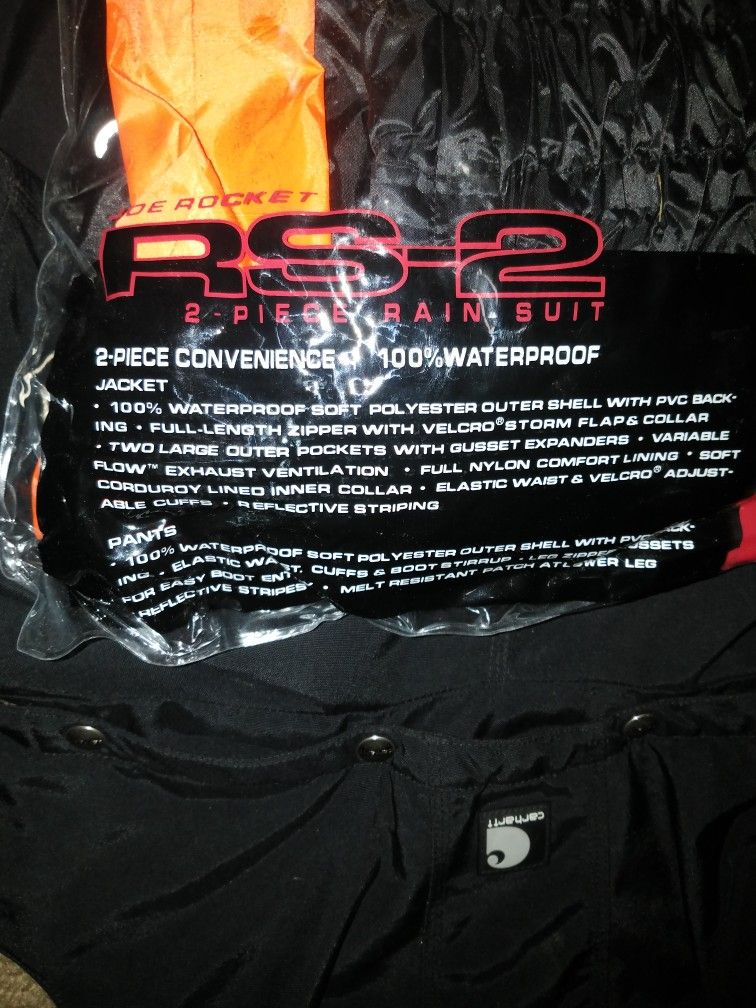 JOE ROCKET
RS-2
2-PIECE RAIN SUIT
2-PIECE CONVENIENCE • 100% WATERPROOF
JACKET
• 100% WATERPROOF SOFT POLYESTER OUTER SHELL WITH PVC BACK-
ING • FULL-LENGTH ZIPPER WITH VELCRO® STORM FLAP & COLLAR
• TWO LARGE OUTER POCKETS WITH GUSSET EXPANDERS • VARIABLE
FLOW™ EXHAUST VENTILATION • FULL NYLON COMFORT LINING • SOFT
CORDUROY LINED INNER COLLAR • ELASTIC WAIST & VELCRO® ADJUST-
ABLE CUFFS • REFLECTIVE STRIPING
PANTS
• 100% WATERPROOF SOFT POLYESTER OUTER SHELL WITH PVC BACK-
ING • ELASTIC WAIST, CUFFS & BOOT STIRRUP • LEG ZIPPER GUSSETS
FOR EASY BOOT ENT • MELT RESISTANT PATCH AT LOWER LEG
• REFLECTIVE STRIPES
carhartt